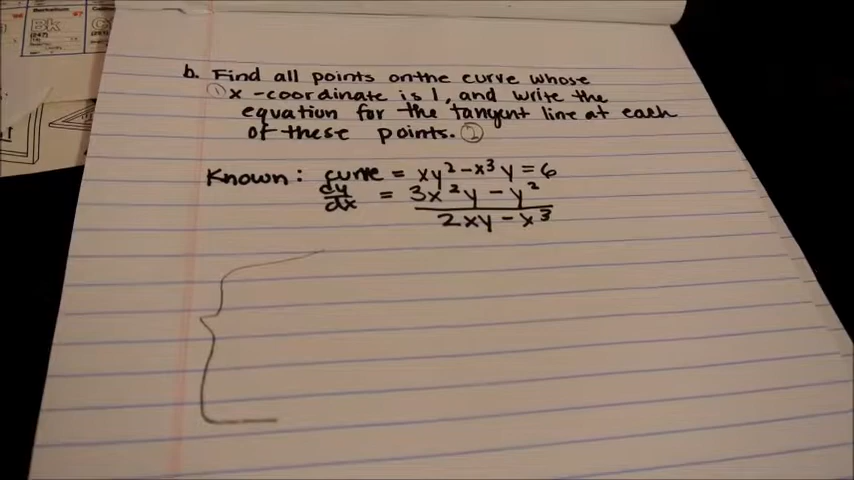 Bk
b. Find all points on the curve whose
① x-coordinate is 1, and write the
equation for the tangent line at each
of these points. ②
Known: curve = xy² - x³y = 6
dy/dx = 3x²y - y² / 2xy - x³